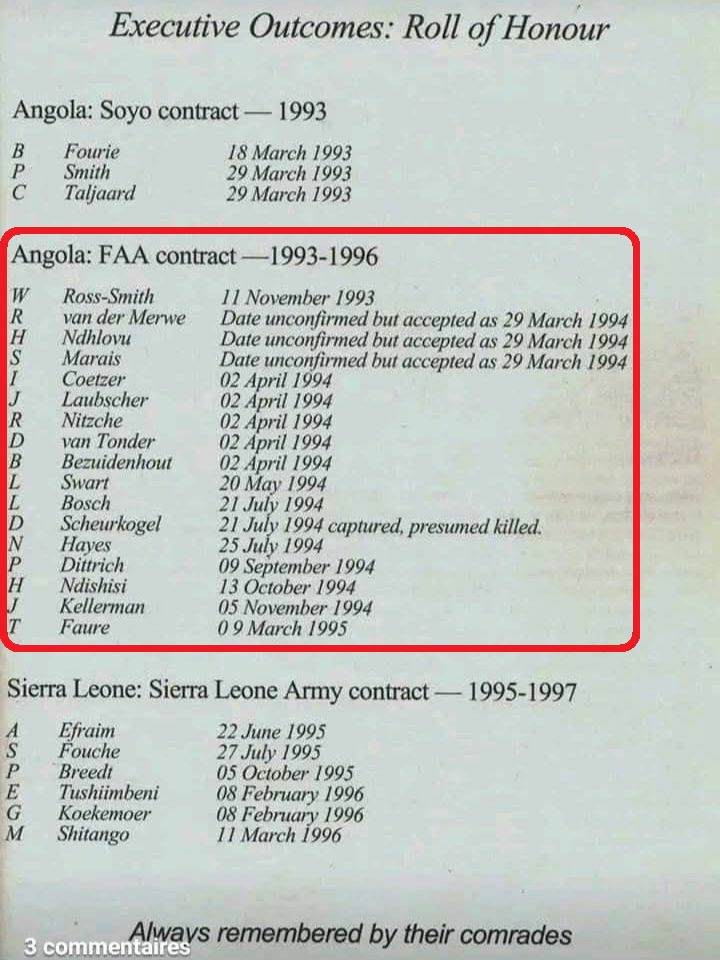 Executive Outcomes: Roll of Honour
Angola: Soyo contract — 1993
B Fourie 18 March 1993
P Smith 29 March 1993
C Taljaard 29 March 1993
Angola: FAA contract —1993-1996
W Ross-Smith 11 November 1993
R van der Merwe Date unconfirmed but accepted as 29 March 1994
H Ndhlovu Date unconfirmed but accepted as 29 March 1994
S Marais Date unconfirmed but accepted as 29 March 1994
I Coetzer 02 April 1994
J Laubscher 02 April 1994
R Nitzche 02 April 1994
D van Tonder 02 April 1994
B Bezuidenhout 02 April 1994
L Swart 20 May 1994
L Bosch 21 July 1994
D Scheurkogel 21 July 1994 captured, presumed killed.
N Hayes 25 July 1994
P Dittrich 09 September 1994
H Ndishisi 13 October 1994
J Kellerman 05 November 1994
T Faure 0 9 March 1995
Sierra Leone: Sierra Leone Army contract — 1995-1997
A Efraim 22 June 1995
S Fouche 27 July 1995
P Breedt 05 October 1995
E Tushiimbeni 08 February 1996
G Koekemoer 08 February 1996
M Shitango 11 March 1996
Always remembered by their comrades
3 commentaires